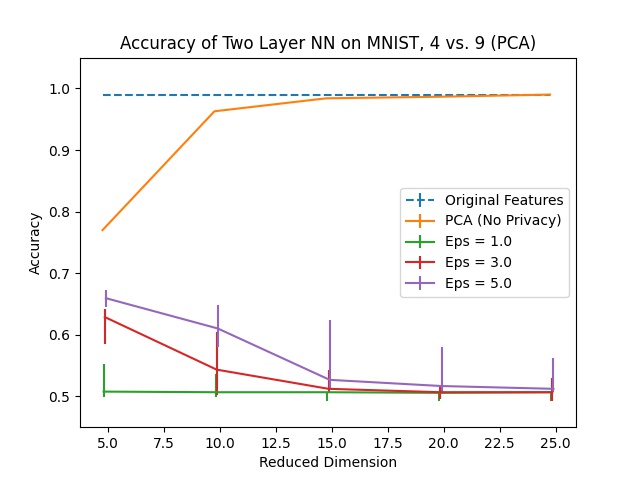 Accuracy of Two Layer NN on MNIST, 4 vs. 9 (PCA)
1.0
0.9
0.8
0.7
0.6
0.5
Accuracy
Original Features
PCA (No Privacy)
Eps = 1.0
Eps = 3.0
Eps = 5.0
5.0 7.5 10.0 12.5 15.0 17.5 20.0 22.5 25.0
Reduced Dimension